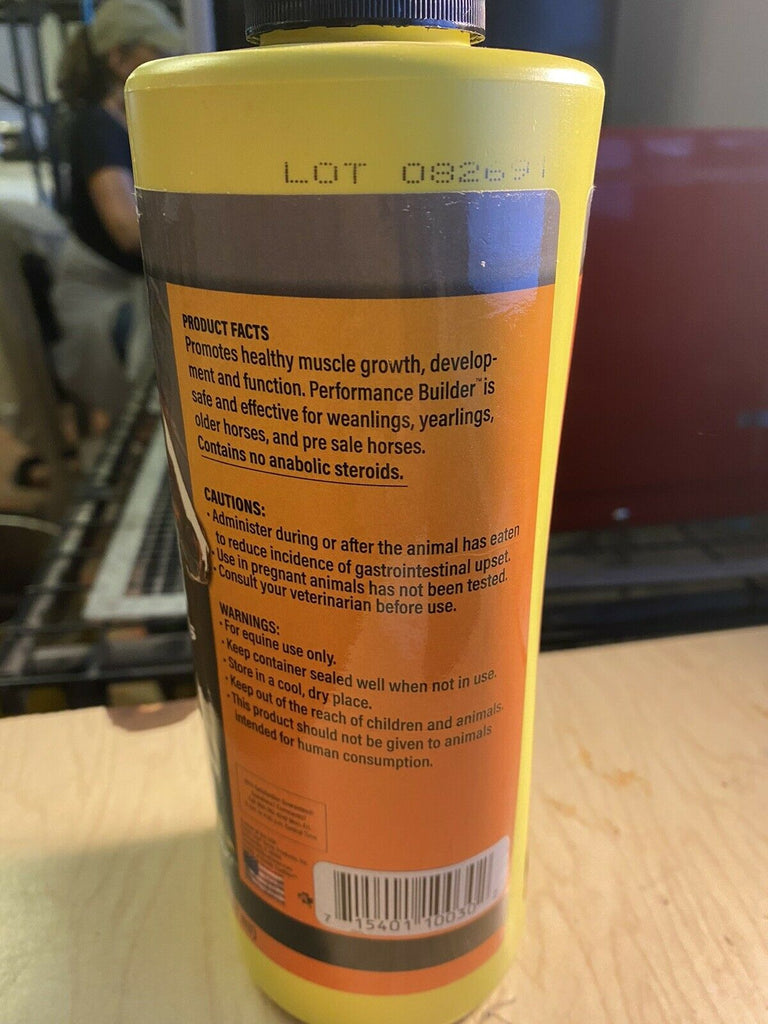 LOT 082691
PRODUCT FACTS
Promotes healthy muscle growth, develop-
ment and function. Performance Builder™ is
safe and effective for weanlings, yearlings,
older horses, and pre sale horses.
Contains no anabolic steroids.
CAUTIONS:
• Administer during or after the animal has eaten
to reduce incidence of gastrointestinal upset.
• Use in pregnant animals has not been tested.
• Consult your veterinarian before use.
WARNINGS:
• For equine use only.
• Keep container sealed well when not in use.
• Store in a cool, dry place.
• Keep out of the reach of children and animals.
• This product should not be given to animals
intended for human consumption.
7 15401 10030 2